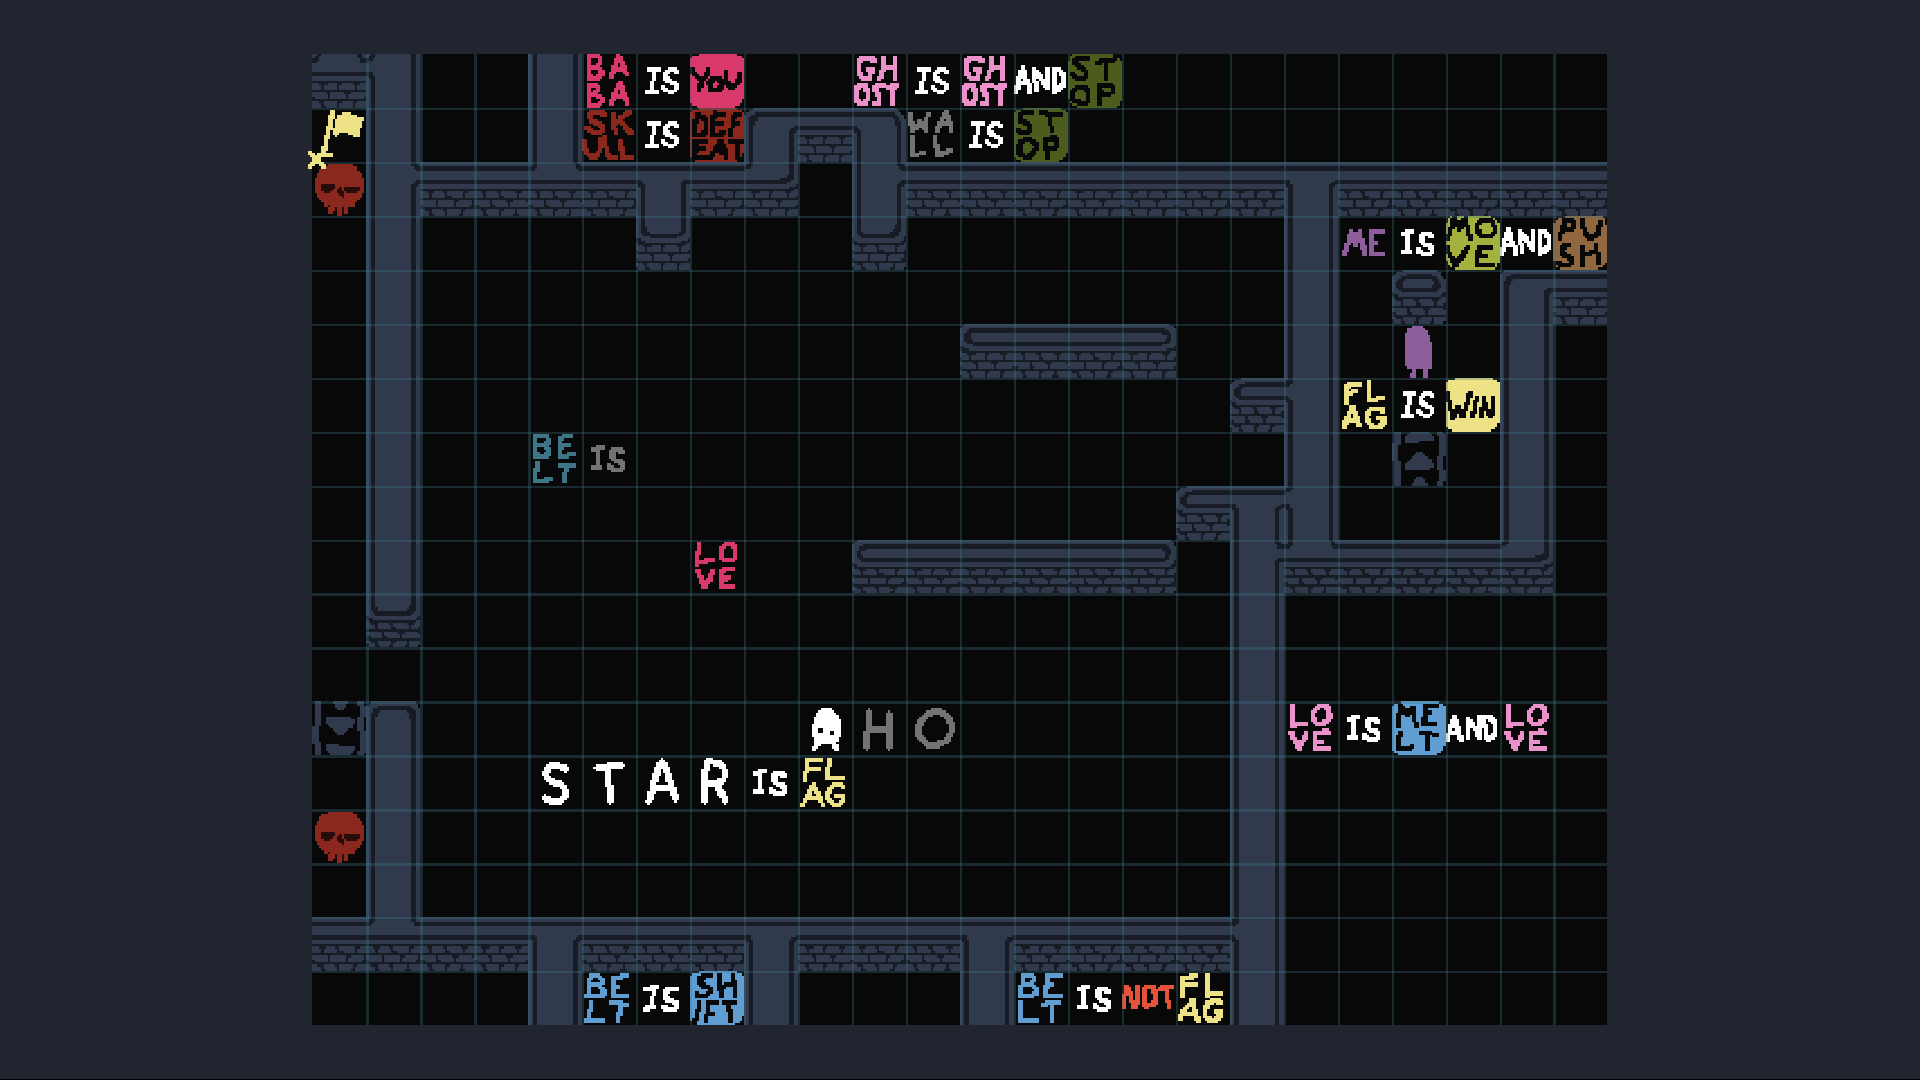 BABA IS YOU GHOST IS GHOST AND STOP
SKULL IS DEFEAT WALL IS STOP
ME IS MOVE AND PUSH
FLAG IS WIN
BELT IS
LOVE
H O
LOVE IS MELT AND LOVE
S T A R IS FLAG
BELT IS SHIFT BELT IS NOT FLAG